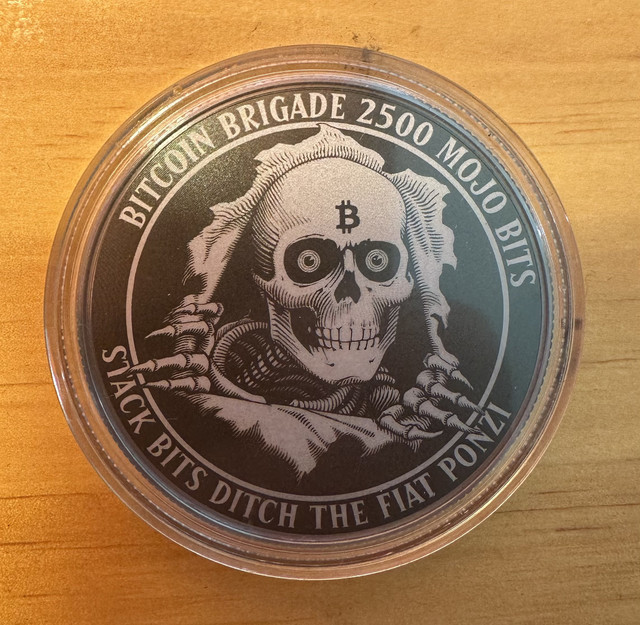 BITCOIN BRIGADE 2500 MOJO BITS
₿
STACK BITS DITCH THE FIAT PONZI